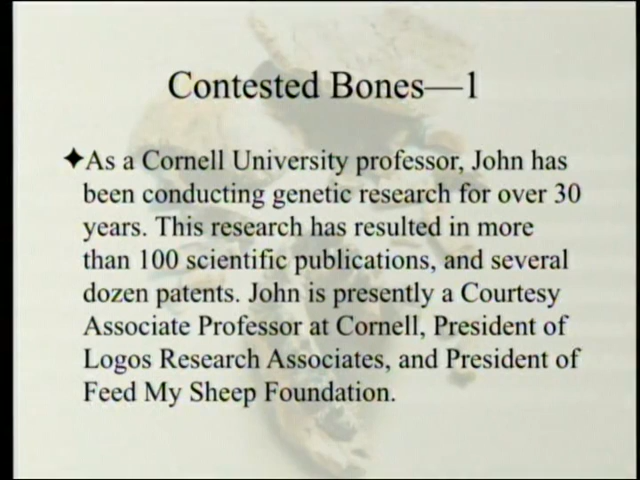 Contested Bones—1
✦As a Cornell University professor, John has
been conducting genetic research for over 30
years. This research has resulted in more
than 100 scientific publications, and several
dozen patents. John is presently a Courtesy
Associate Professor at Cornell, President of
Logos Research Associates, and President of
Feed My Sheep Foundation.